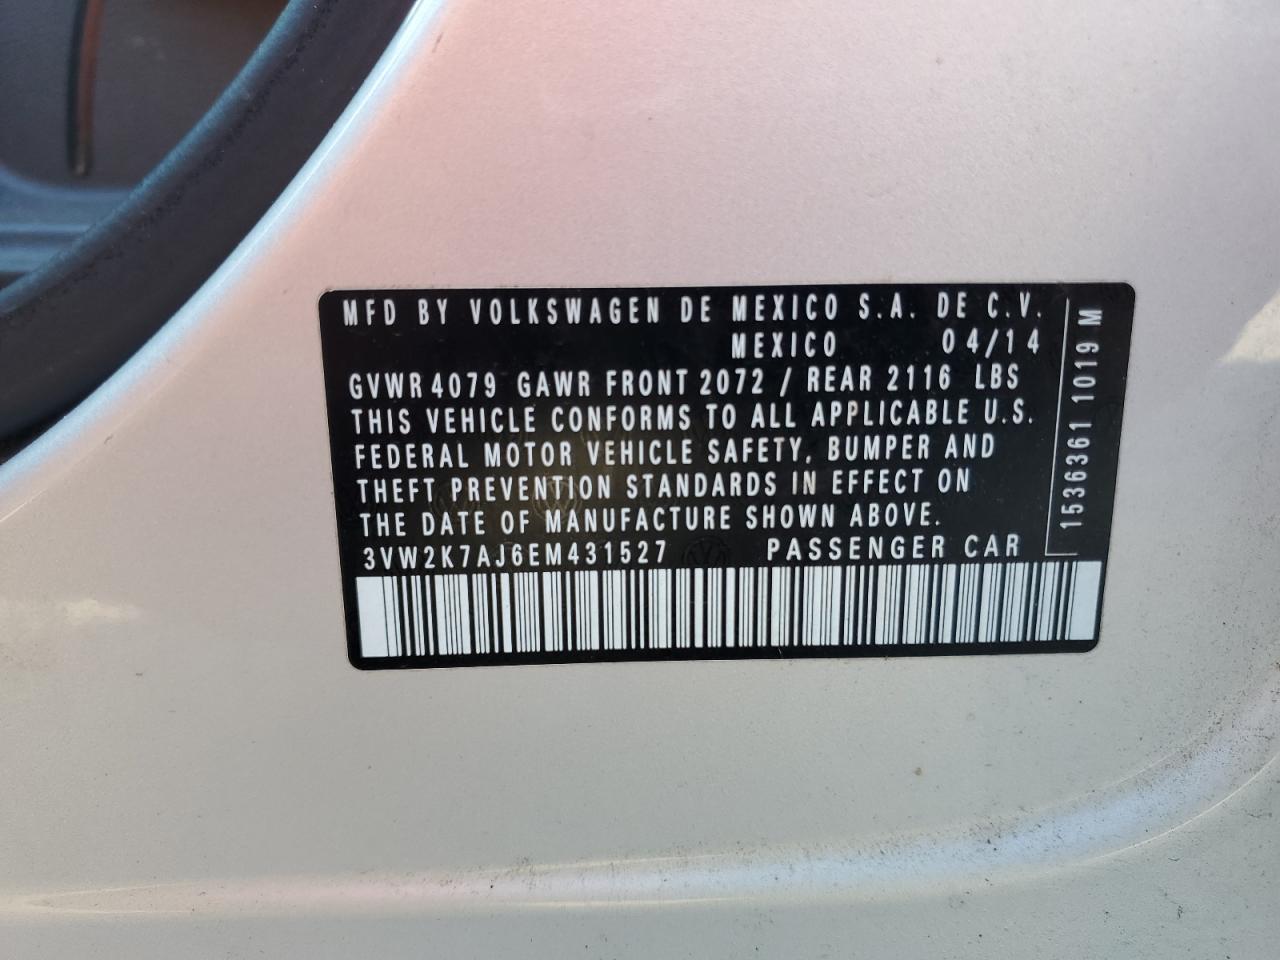 MFD BY VOLKSWAGEN DE MEXICO S.A. DE C.V.
MEXICO 04/14
GVWR 4079 GAWR FRONT 2072 / REAR 2116 LBS
THIS VEHICLE CONFORMS TO ALL APPLICABLE U.S.
FEDERAL MOTOR VEHICLE SAFETY, BUMPER AND
THEFT PREVENTION STANDARDS IN EFFECT ON
THE DATE OF MANUFACTURE SHOWN ABOVE.
3VW2K7AJ6EM431527 PASSENGER CAR
1536361 1019 M